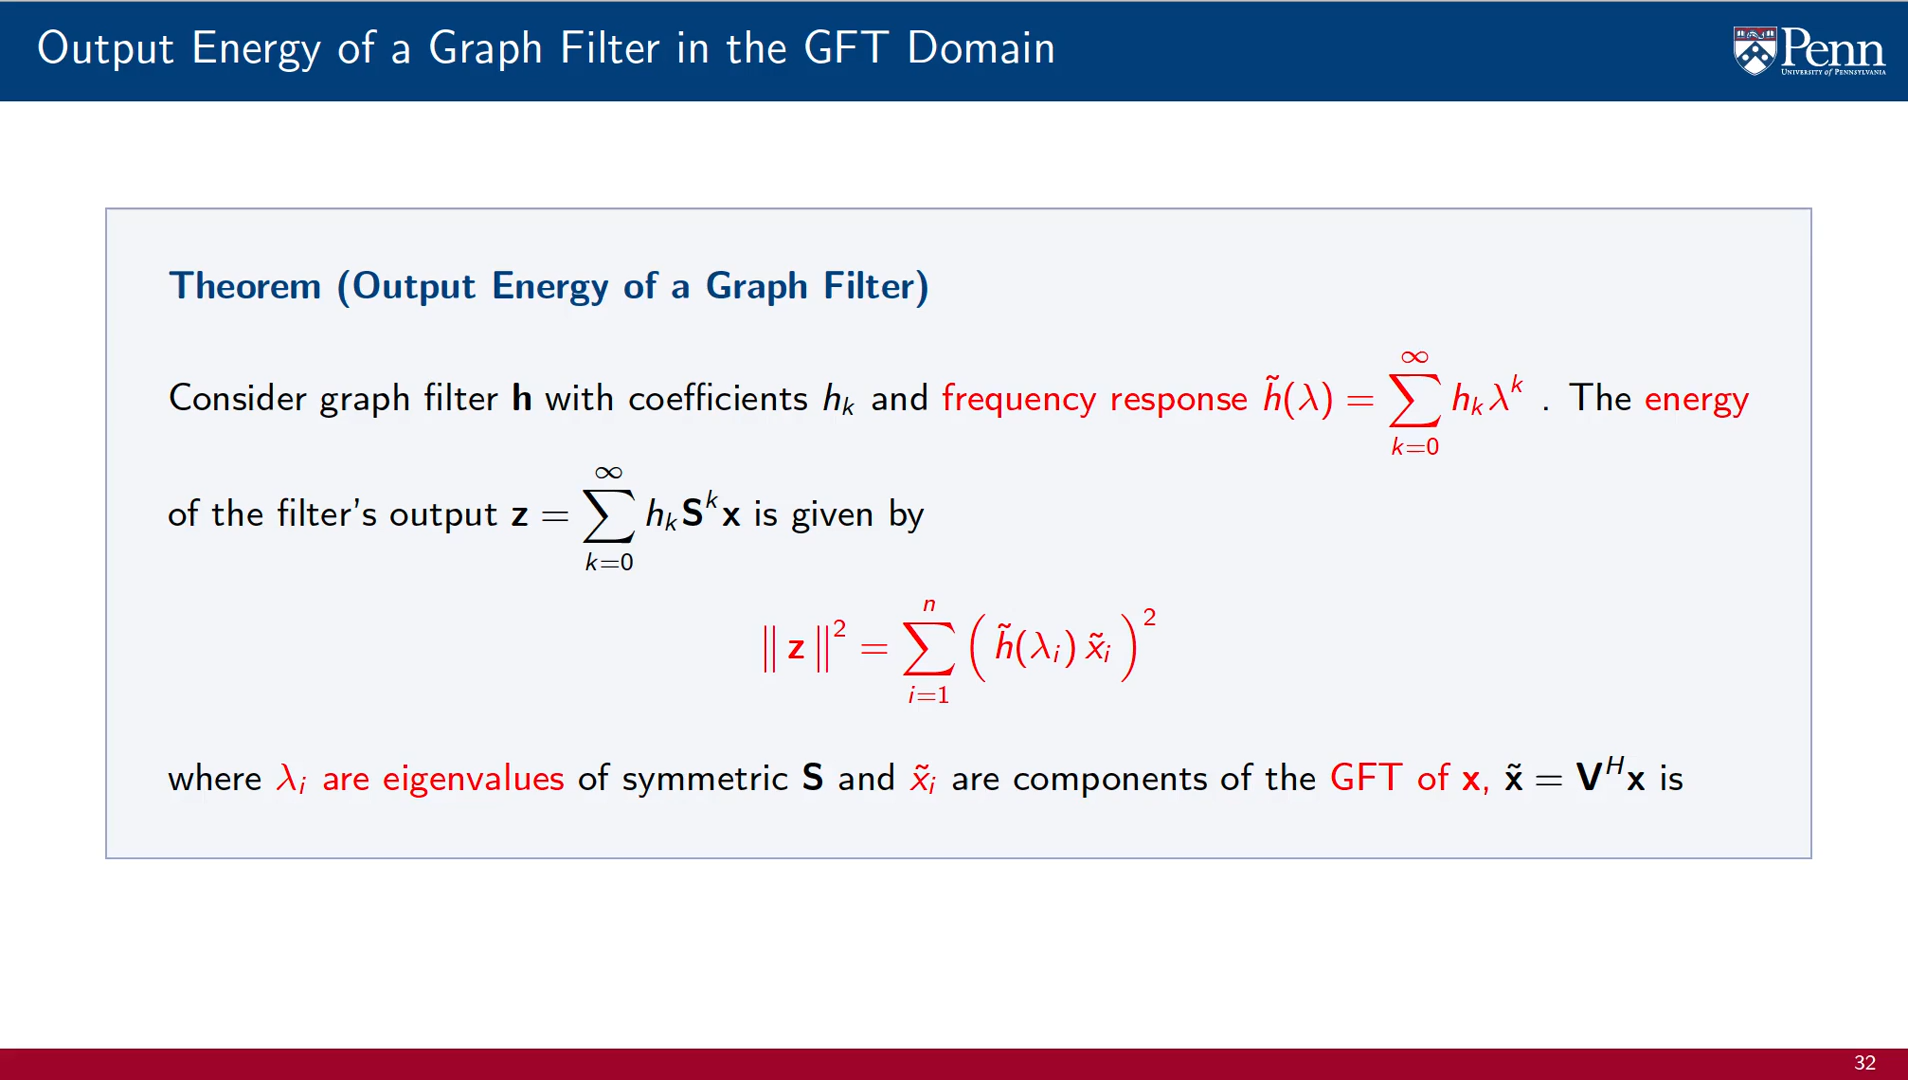 Output Energy of a Graph Filter in the GFT Domain
Penn
UNIVERSITY of PENNSYLVANIA
Theorem (Output Energy of a Graph Filter)
Consider graph filter h with coefficients h_k and frequency response h̃(λ) = ∑_{k=0}^{∞} h_k λ^k . The energy
of the filter's output z = ∑_{k=0}^{∞} h_k S^k x is given by
‖ z ‖² = ∑_{i=1}^{n} ( h̃(λ_i) x̃_i )²
where λ_i are eigenvalues of symmetric S and x̃_i are components of the GFT of x, x̃ = V^H x is
32